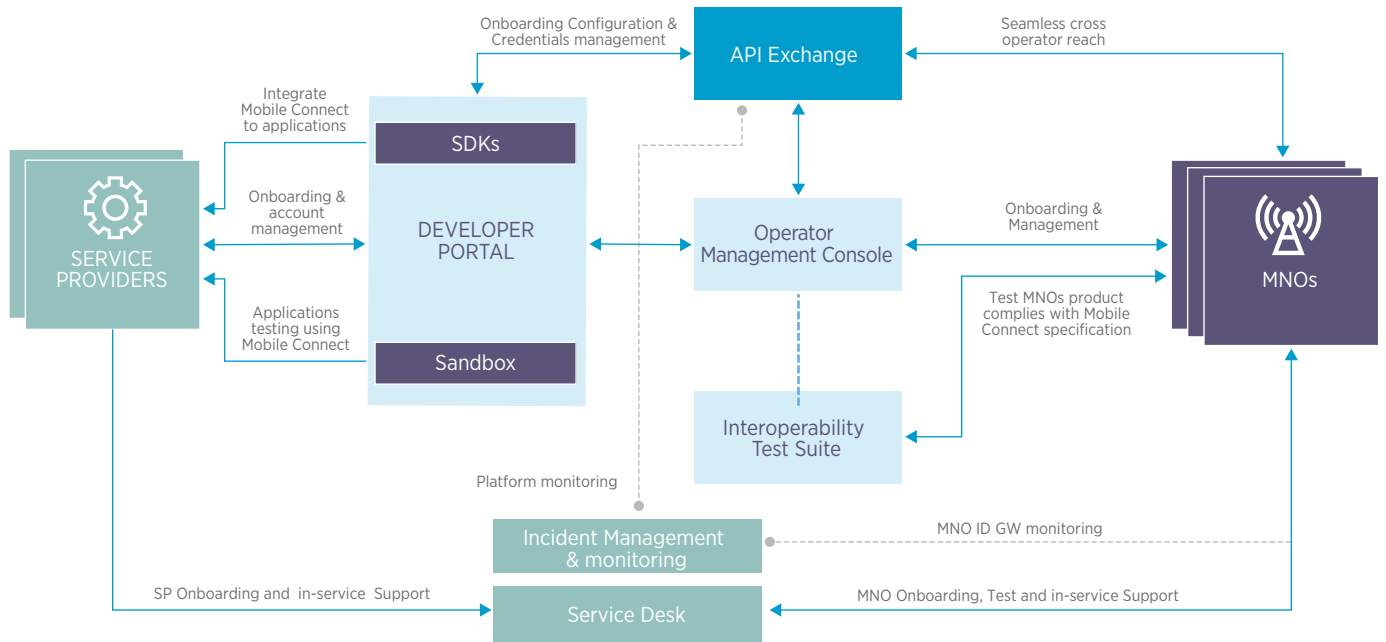 Onboarding Configuration &
Credentials management
API Exchange
Seamless cross
operator reach
Integrate
Mobile Connect
to applications
SDKs
SERVICE
PROVIDERS
Onboarding &
account
management
DEVELOPER
PORTAL
Operator
Management Console
Onboarding &
Management
MNOs
Applications
testing using
Mobile Connect
Sandbox
Test MNOs product
complies with Mobile
Connect specification
Interoperability
Test Suite
Platform monitoring
Incident Management
& monitoring
MNO ID GW monitoring
SP Onboarding and in-service Support
Service Desk
MNO Onboarding, Test and in-service Support